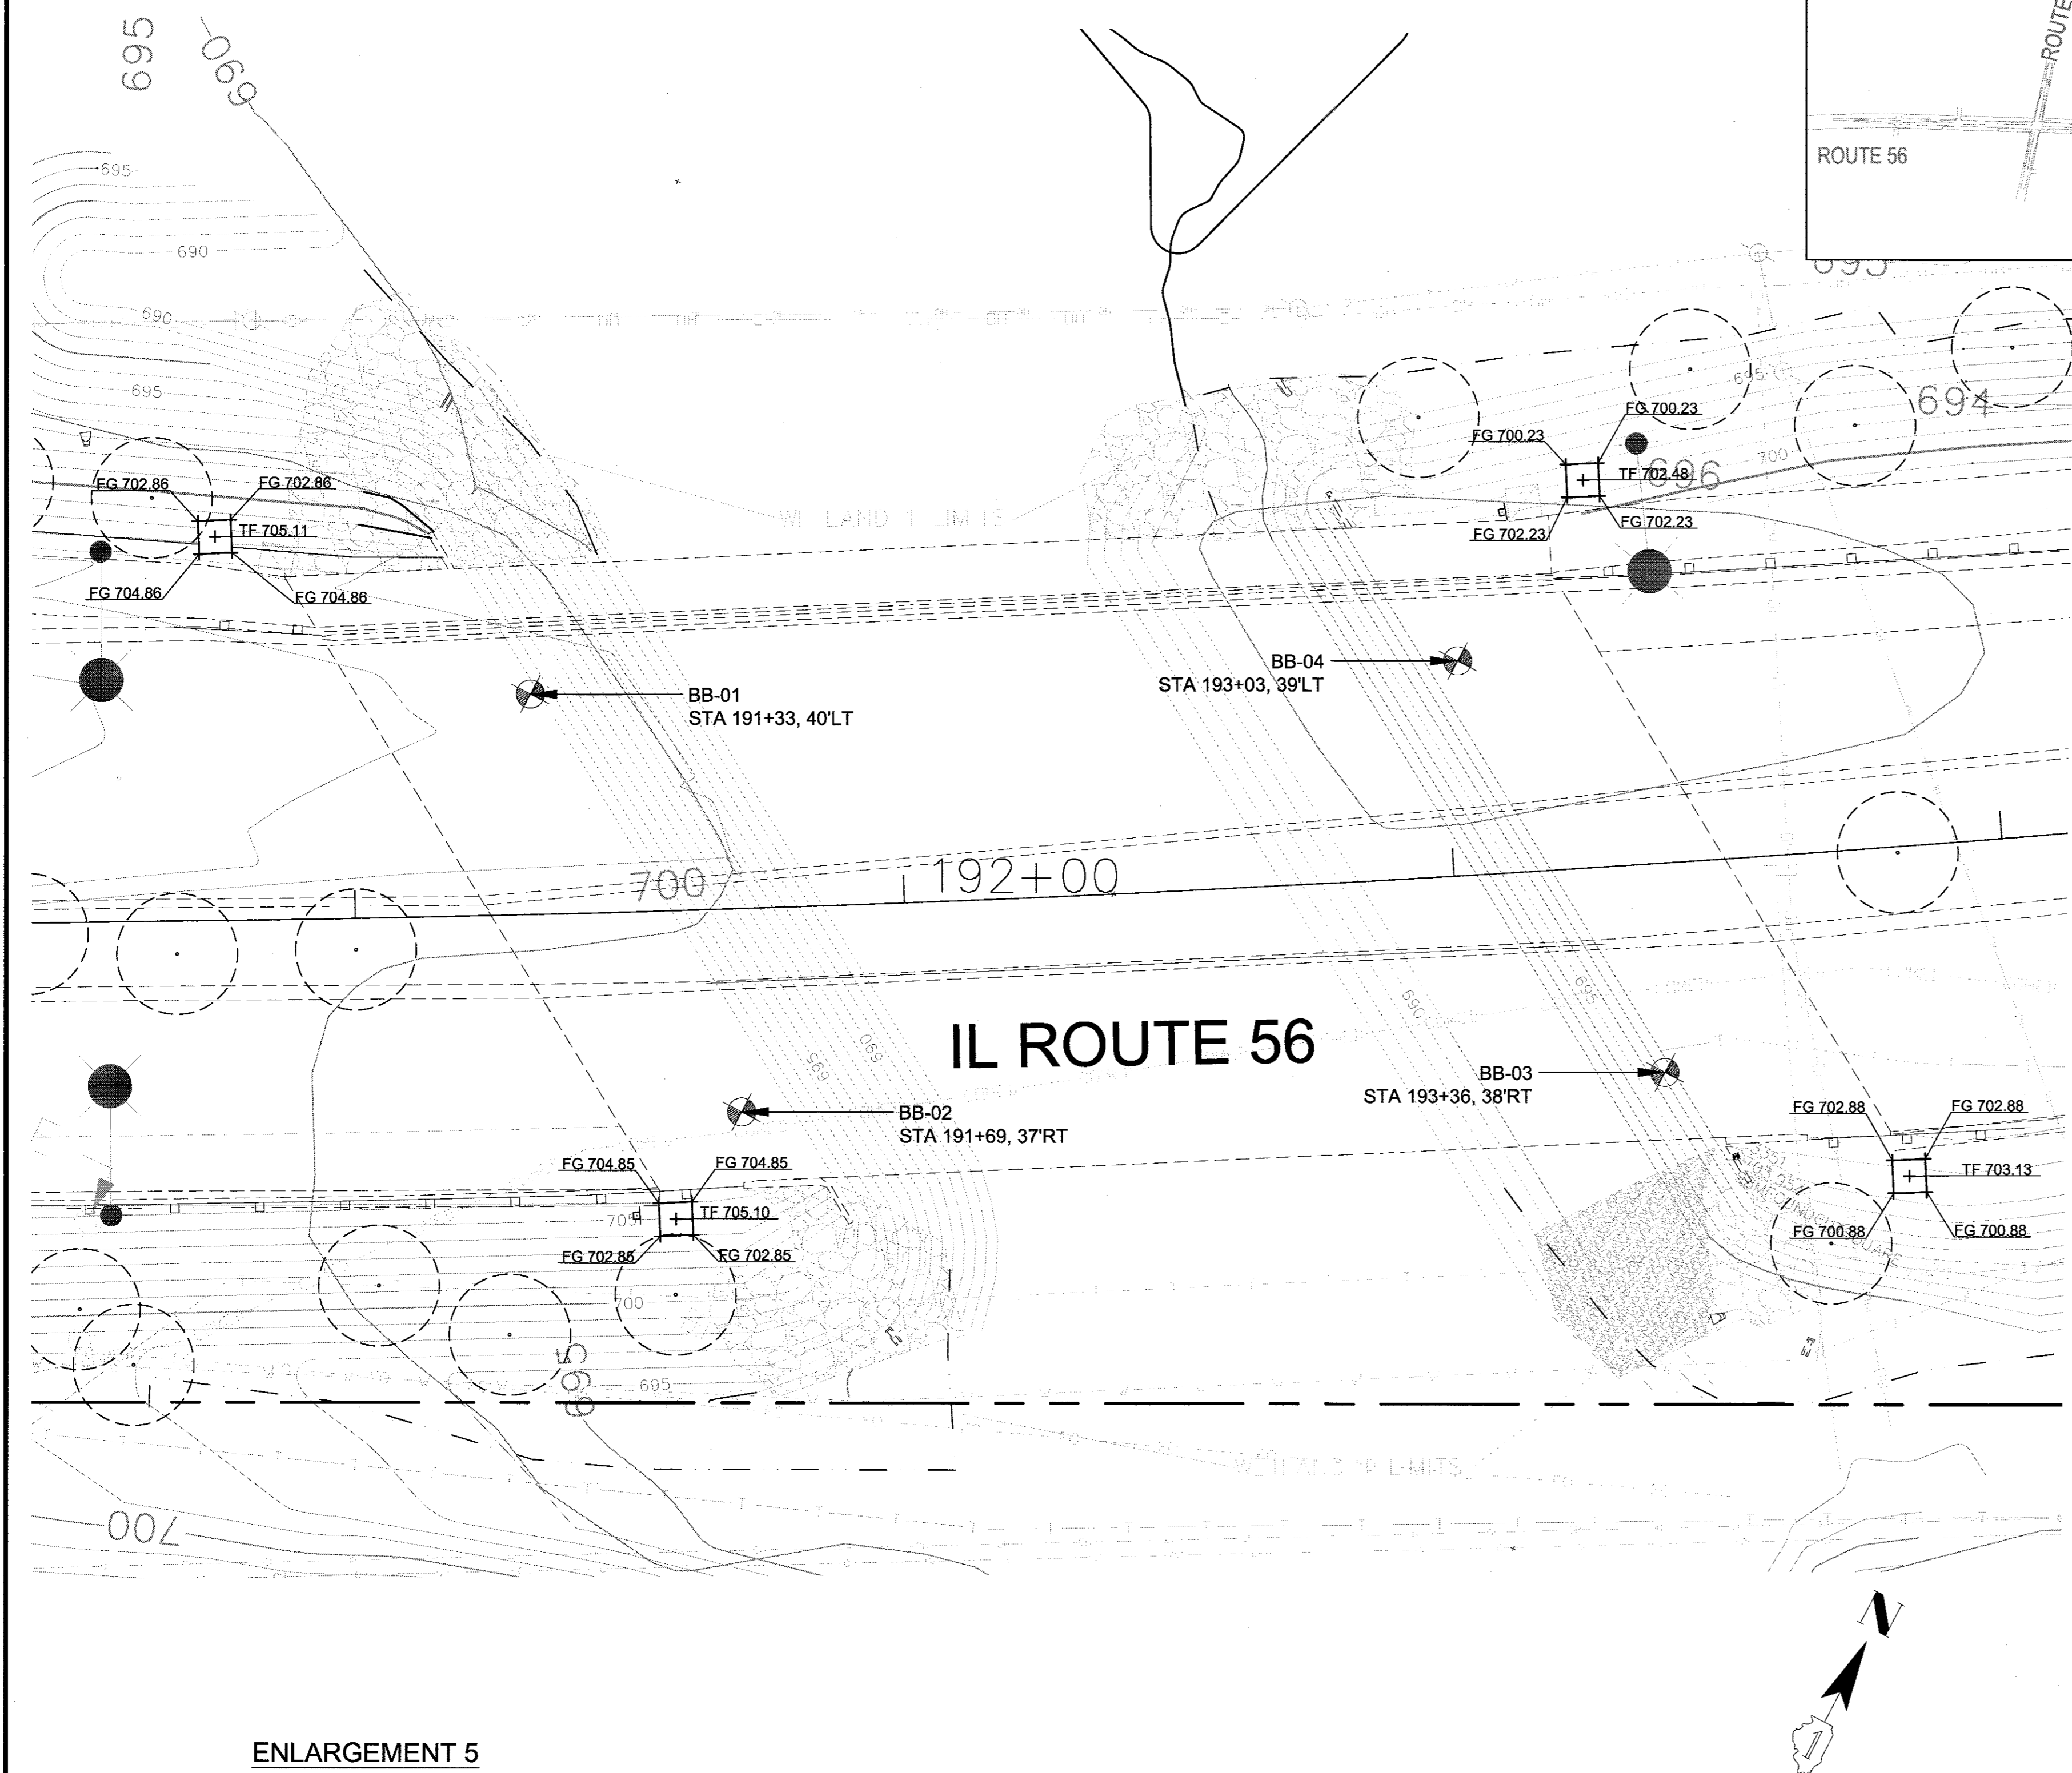 695
690
ROUTE
ROUTE 56
695
690
690
695
695
694
FG 700.23
FG 700.23
700
696
TF 702.48
FG 702.23
FG 702.23
FG 702.86
FG 702.86
TF 705.11
FG 704.86
FG 704.86
BB-04
STA 193+03, 39'LT
BB-01
STA 191+33, 40'LT
700
192+00
690
695
IL ROUTE 56
695
690
BB-03
STA 193+36, 38'RT
BB-02
STA 191+69, 37'RT
FG 702.88
FG 702.88
TF 703.13
FG 700.88
FG 700.88
FG 704.85
FG 704.85
705
TF 705.10
FG 702.85
FG 702.85
700
695
695
700
N
ENLARGEMENT 5